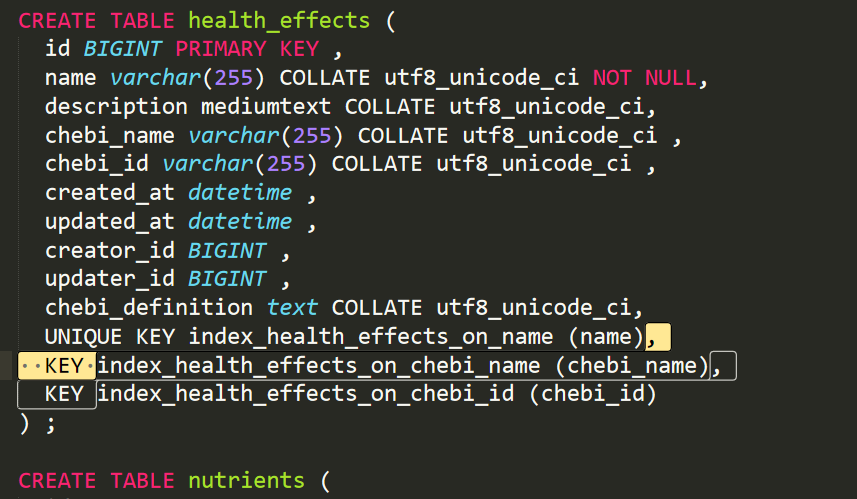 CREATE TABLE health_effects (
  id BIGINT PRIMARY KEY ,
  name varchar(255) COLLATE utf8_unicode_ci NOT NULL,
  description mediumtext COLLATE utf8_unicode_ci,
  chebi_name varchar(255) COLLATE utf8_unicode_ci ,
  chebi_id varchar(255) COLLATE utf8_unicode_ci ,
  created_at datetime ,
  updated_at datetime ,
  creator_id BIGINT ,
  updater_id BIGINT ,
  chebi_definition text COLLATE utf8_unicode_ci,
  UNIQUE KEY index_health_effects_on_name (name),
  KEY index_health_effects_on_chebi_name (chebi_name),
  KEY index_health_effects_on_chebi_id (chebi_id)
) ;
CREATE TABLE nutrients (